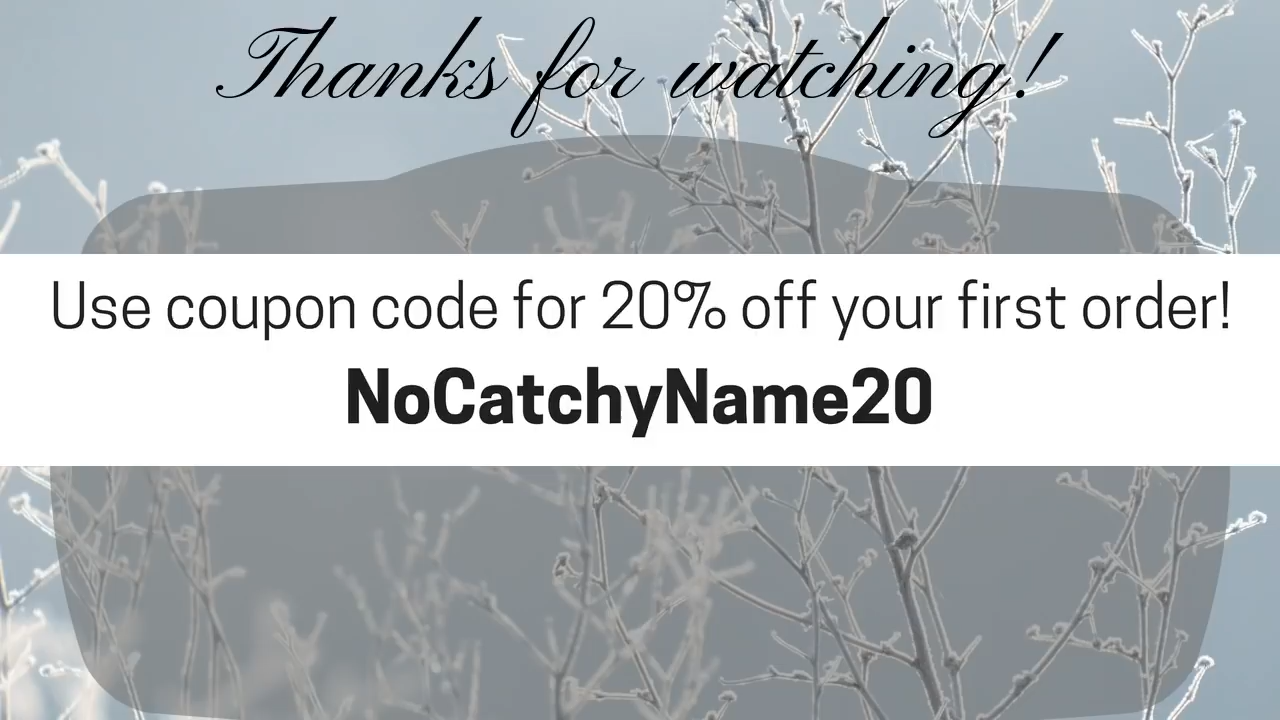 Thanks for watching!
Use coupon code for 20% off your first order!
NoCatchyName20